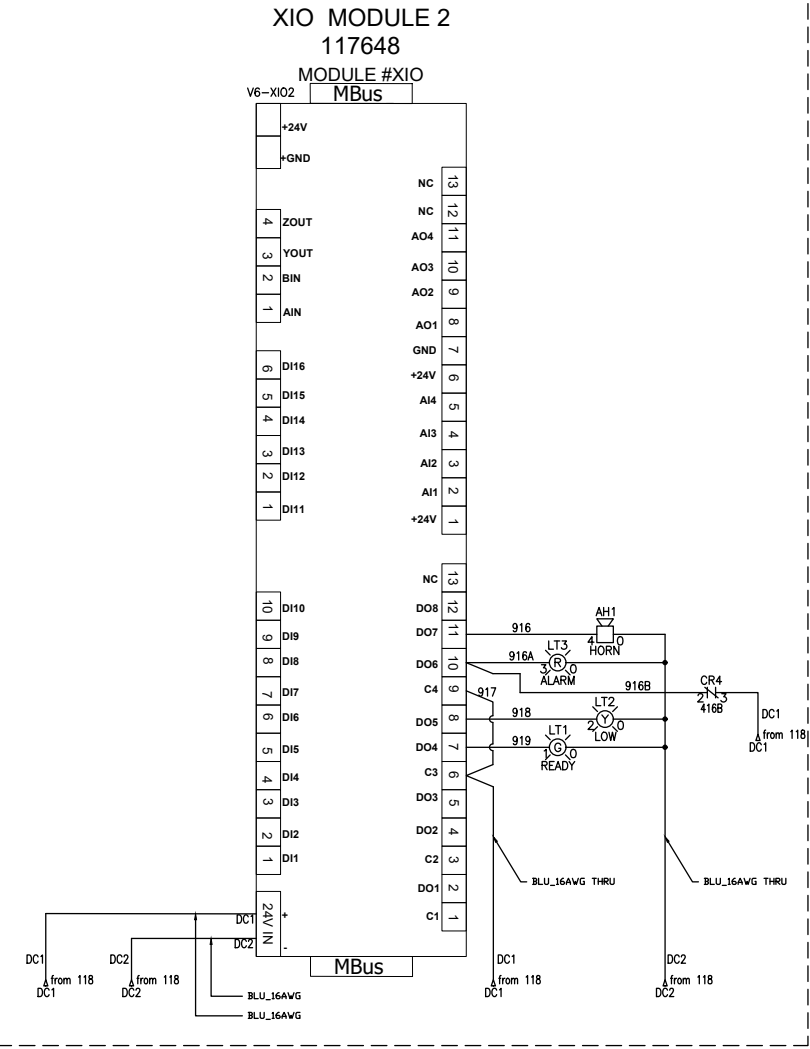 XIO MODULE 2
117648
MODULE #XIO
V6-XIO2
MBus
+24V
+GND
4 ZOUT
3 YOUT
2 BIN
1 AIN
6 DI16
5 DI15
4 DI14
3 DI13
2 DI12
1 DI11
10 DI10
9 DI9
8 DI8
7 DI7
6 DI6
5 DI5
4 DI4
3 DI3
2 DI2
1 DI1
24V IN
+
-
NC 13
NC 12
AO4 11
AO3 10
AO2 9
AO1 8
GND 7
+24V 6
AI4 5
AI3 4
AI2 3
AI1 2
+24V 1
NC 13
DO8 12
DO7 11
DO6 10
C4 9
DO5 8
DO4 7
C3 6
DO3 5
DO2 4
C2 3
DO1 2
C1 1
916
AH1
4 0
HORN
916A
LT3
3 R 0
ALARM
917
916B
CR4
2 3
416B
918
LT2
2 Y 0
LOW
919
LT1
1 G 0
READY
DC1
from 118
DC1
BLU_16AWG THRU
BLU_16AWG THRU
DC1
DC2
DC1
from 118
DC1
DC2
from 118
DC2
BLU_16AWG
BLU_16AWG
MBus
DC1
from 118
DC1
DC2
from 118
DC2